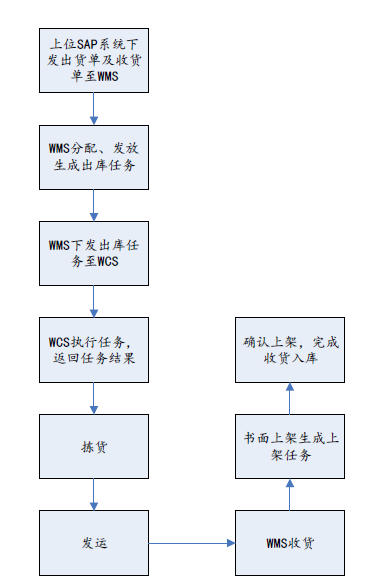 上位SAP系统下
发出货单及收货
单至WMS
WMS分配、发放
生成出库任务
WMS下发出库任
务至WCS
WCS执行任务,
返回任务结果
拣货
发运
WMS收货
书面上架生成上
架任务
确认上架，完成
收货入库